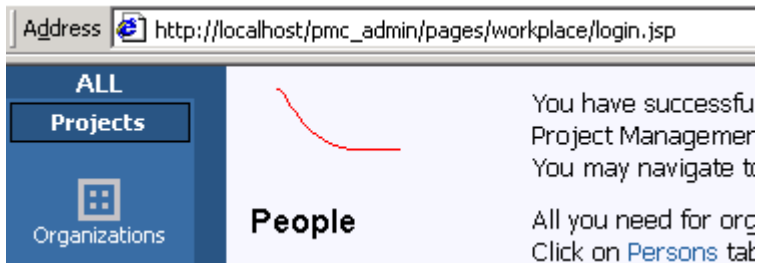 Address http://localhost/pmc_admin/pages/workplace/login.jsp
ALL
Projects
Organizations
You have successfu
Project Managemen
You may navigate to
People
All you need for org
Click on Persons tab